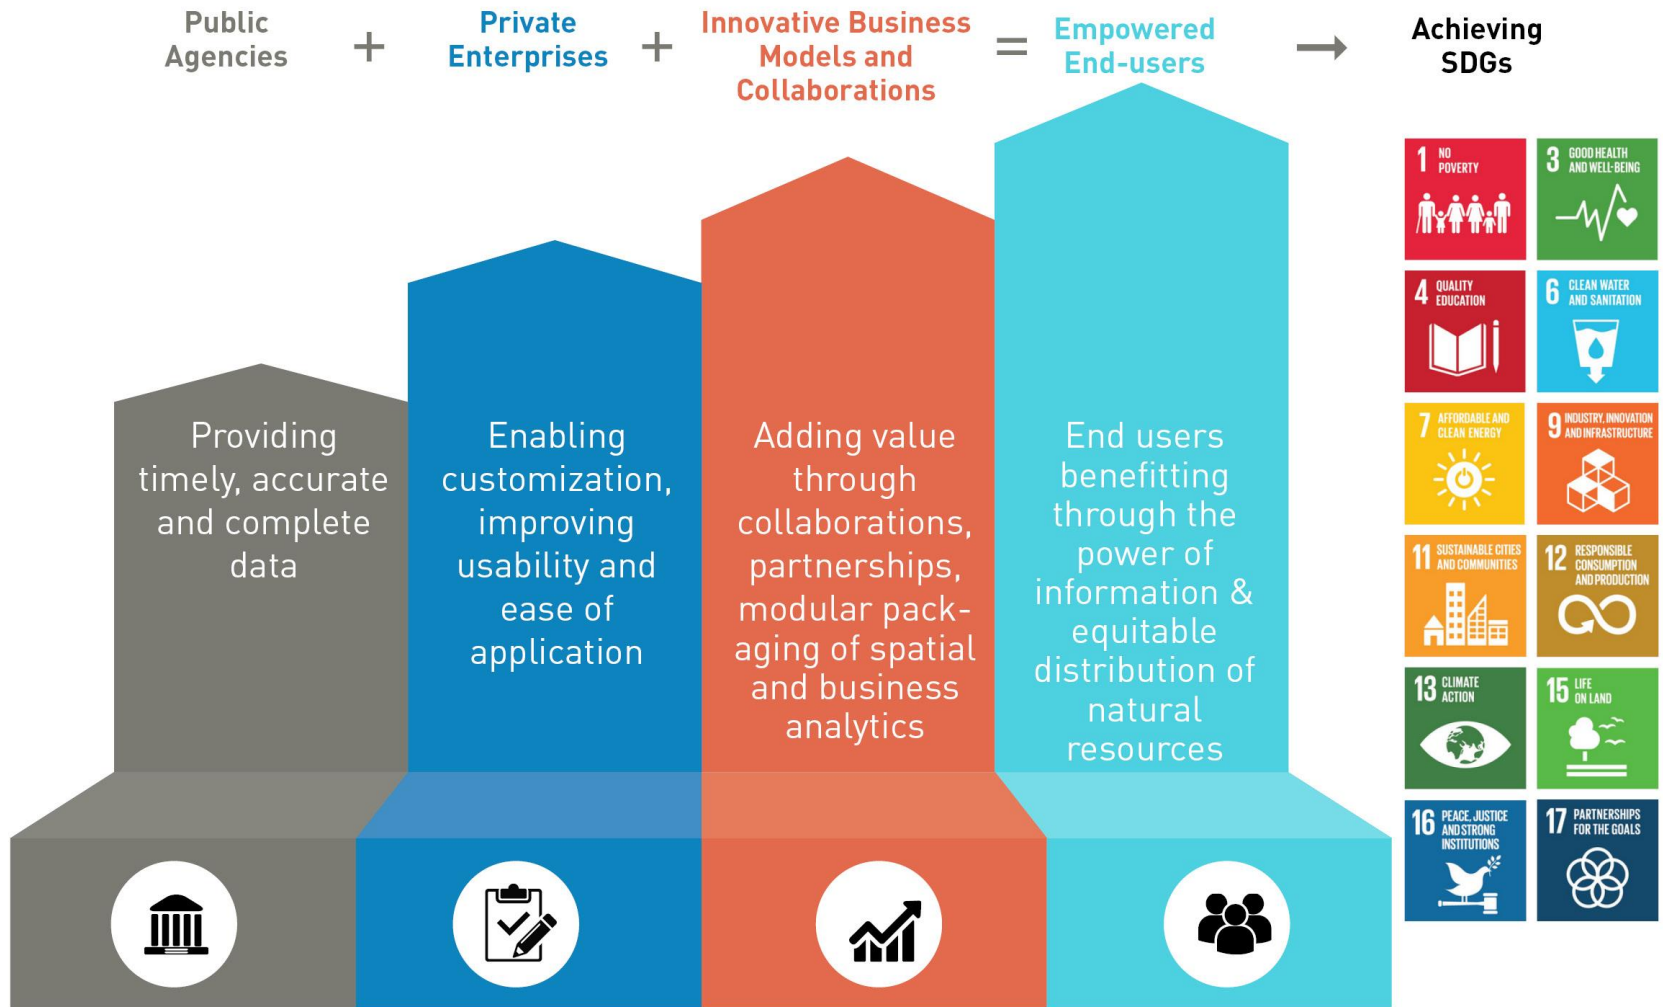 Public
Agencies
+
Private
Enterprises
+
Innovative Business
Models and
Collaborations
=
Empowered
End-users
→
Achieving
SDGs
Providing
timely, accurate
and complete
data
Enabling
customization,
improving
usability and
ease of
application
Adding value
through
collaborations,
partnerships,
modular pack-
aging of spatial
and business
analytics
End users
benefitting
through the
power of
information &
equitable
distribution of
natural
resources
1 NO
POVERTY
3 GOOD HEALTH
AND WELL-BEING
4 QUALITY
EDUCATION
6 CLEAN WATER
AND SANITATION
7 AFFORDABLE AND
CLEAN ENERGY
9 INDUSTRY, INNOVATION
AND INFRASTRUCTURE
11 SUSTAINABLE CITIES
AND COMMUNITIES
12 RESPONSIBLE
CONSUMPTION
AND PRODUCTION
13 CLIMATE
ACTION
15 LIFE
ON LAND
16 PEACE, JUSTICE
AND STRONG
INSTITUTIONS
17 PARTNERSHIPS
FOR THE GOALS